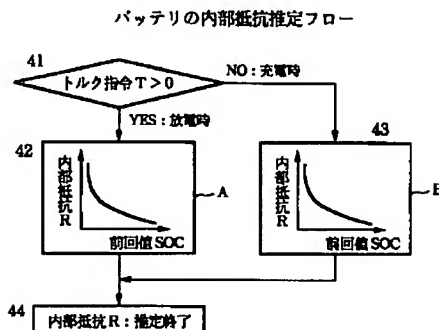 バッテリの内部抵抗推定フロー
41
トルク指令T>0
NO:充電時
YES:放電時
42
内部抵抗R
前回値SOC
A
43
内部抵抗R
前回値SOC
B
44
内部抵抗R:推定終了